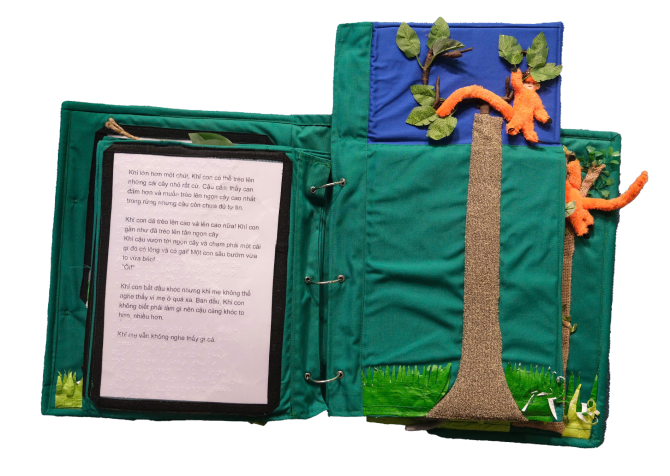 Khi lớn hơn một chút, Khỉ con có thể trèo lên
những cái cây nhỏ rất cừ. Cậu cảm thấy can
đảm hơn và muốn trèo lên ngọn cây cao nhất
trong rừng nhưng cậu còn chưa đủ tự tin.
Khỉ con đã trèo lên cao và lên cao nữa! Khỉ con
gần như đã trèo lên tận ngọn cây.
Khi cậu vươn tới ngọn cây và chạm phải một cái
gì đó có lông và có gai! Một con sâu bướm vừa
to vừa béo!
"Ôi!"
Khỉ con bắt đầu khóc nhưng khỉ mẹ không thể
nghe thấy vì mẹ ở quá xa. Ban đầu, Khỉ con
không biết phải làm gì nên cậu càng khóc to
hơn, nhiều hơn.
Khỉ mẹ vẫn không nghe thấy gì cả.